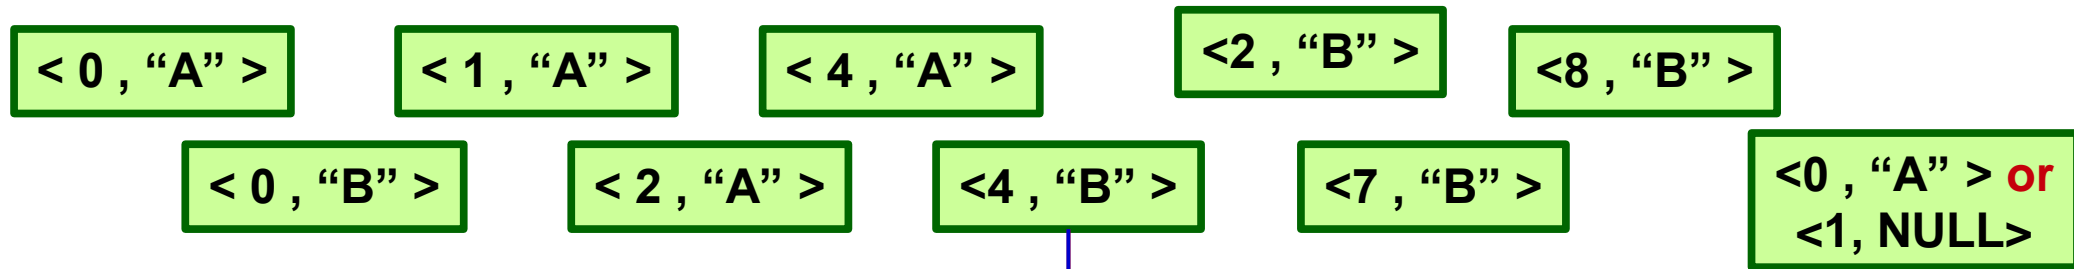 < 0 , “A” >
< 0 , “B” >
< 1 , “A” >
< 2 , “A” >
< 4 , “A” >
<4 , “B” >
<2 , “B” >
<7 , “B” >
<8 , “B” >
<0 , “A” > or
<1, NULL>